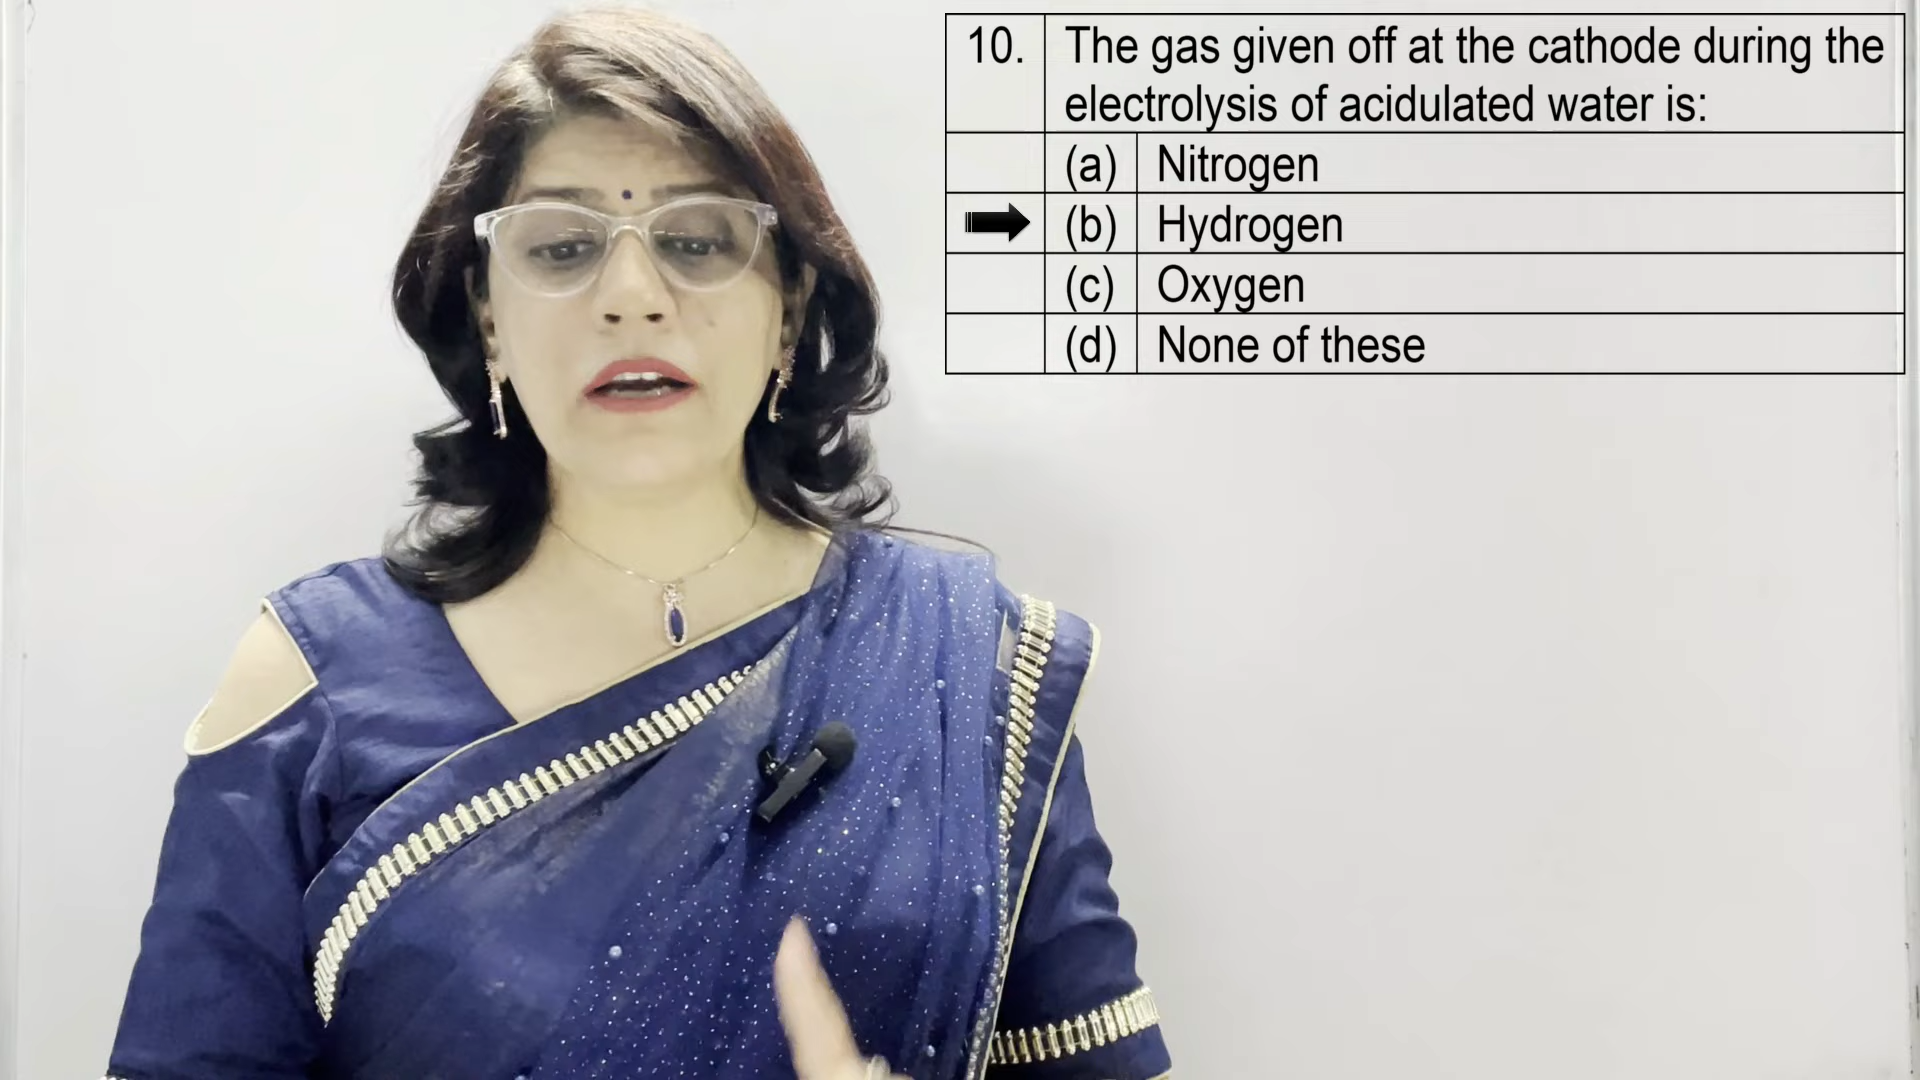 10. The gas given off at the cathode during the
electrolysis of acidulated water is:
(a) Nitrogen
(b) Hydrogen
(c) Oxygen
(d) None of these